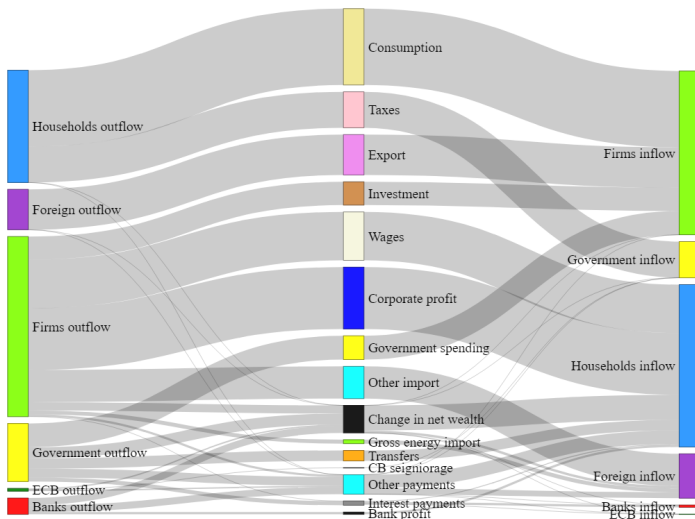 Households outflow
Foreign outflow
Firms outflow
Government outflow
ECB outflow
Banks outflow
Consumption
Taxes
Export
Investment
Wages
Corporate profit
Government spending
Other import
Change in net wealth
Gross energy import
Transfers
CB seigniorage
Other payments
Interest payments
Bank profit
Firms inflow
Government inflow
Households inflow
Foreign inflow
Banks inflow
ECB inflow